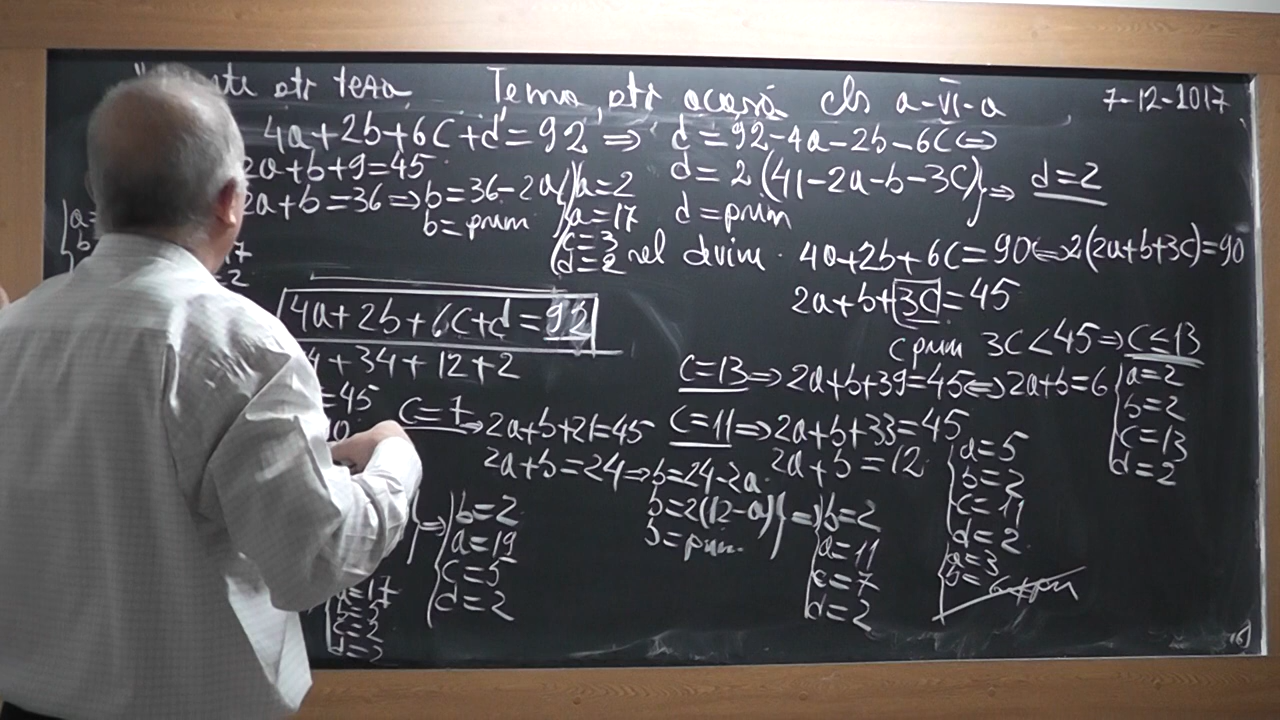 Tema ptr acasă cls a-VI-a 7-12-2017
4a+2b+6c+d=92 ⇒ d=92-4a-2b-6c⇔
2a+b+9=45
d=2(41-2a-b-3c)} ⇒ d=2
2a+b=36⇒b=36-2a
b=prim
a=2
a=17
c=3
d=2
d=prim
rel devine 4a+2b+6c=90⇔2(2a+b+3c)=90
2a+b+3c=45
c prim 3c<45⇒c≤13
4a+2b+6c+d=92
4+34+12+2
c=13⇒2a+b+39=45⇔2a+b=6
a=2
b=2
c=13
d=2
=45
c=7⇒2a+b+21=45
2a+b=24⇒b=24-2a
b=2(12-a)
b=prim
⇒
b=2
a=11
c=7
d=2
c=11⇒2a+b+33=45
2a+b=12
a=5
b=2
c=11
d=2
a=3
b=6
⇒
b=2
a=19
c=5
d=2